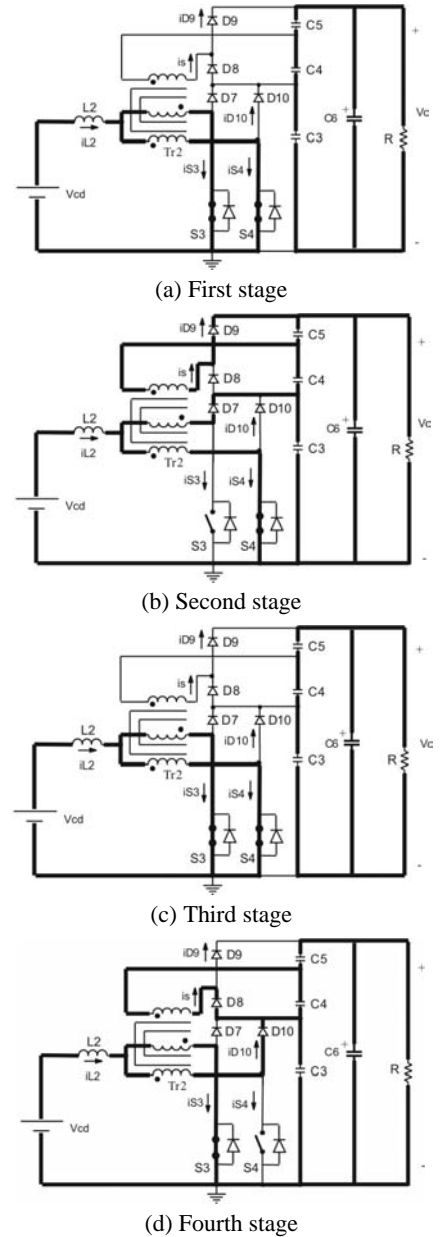 iD9 D9 C5 +
is D8 C4
L2 D7 D10 C6 + Vo
iL2 iD10 C3 R
Tr2
iS3 iS4
Vcd
S3 S4 -
(a) First stage
iD9 D9 C5 +
is D8 C4
L2 D7 D10 C6 + Vo
iL2 iD10 C3 R
Tr2
iS3 iS4
Vcd
S3 S4 -
(b) Second stage
iD9 D9 C5 +
is D8 C4
L2 D7 D10 C6 + Vo
iL2 iD10 C3 R
Tr2
iS3 iS4
Vcd
S3 S4 -
(c) Third stage
iD9 D9 C5 +
is D8 C4
L2 D7 D10 C6 +
iL2 iD10 C3 R
Tr2
iS3 iS4
Vcd
S3 S4 -
(d) Fourth stage